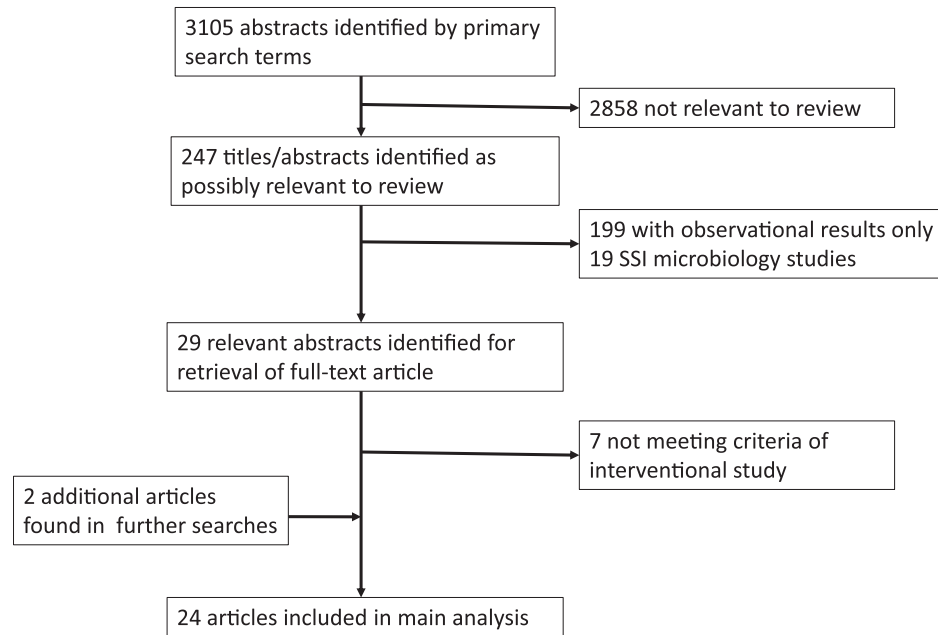 3105 abstracts identified by primary
search terms
2858 not relevant to review
247 titles/abstracts identified as
possibly relevant to review
199 with observational results only
19 SSI microbiology studies
29 relevant abstracts identified for
retrieval of full-text article
7 not meeting criteria of
interventional study
2 additional articles
found in further searches
24 articles included in main analysis